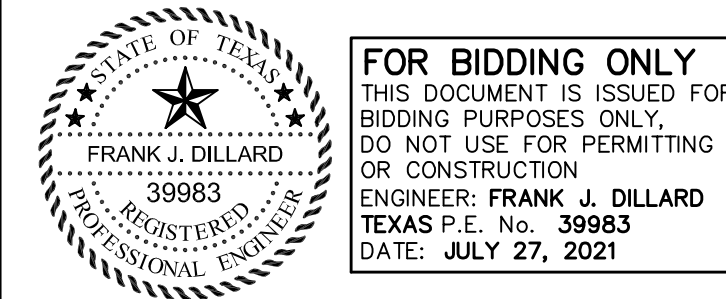 STATE OF TEXAS
FRANK J. DILLARD
39983
REGISTERED
PROFESSIONAL ENGINEER
FOR BIDDING ONLY
THIS DOCUMENT IS ISSUED FOR
BIDDING PURPOSES ONLY,
DO NOT USE FOR PERMITTING
OR CONSTRUCTION
ENGINEER: FRANK J. DILLARD
TEXAS P.E. No. 39983
DATE: JULY 27, 2021